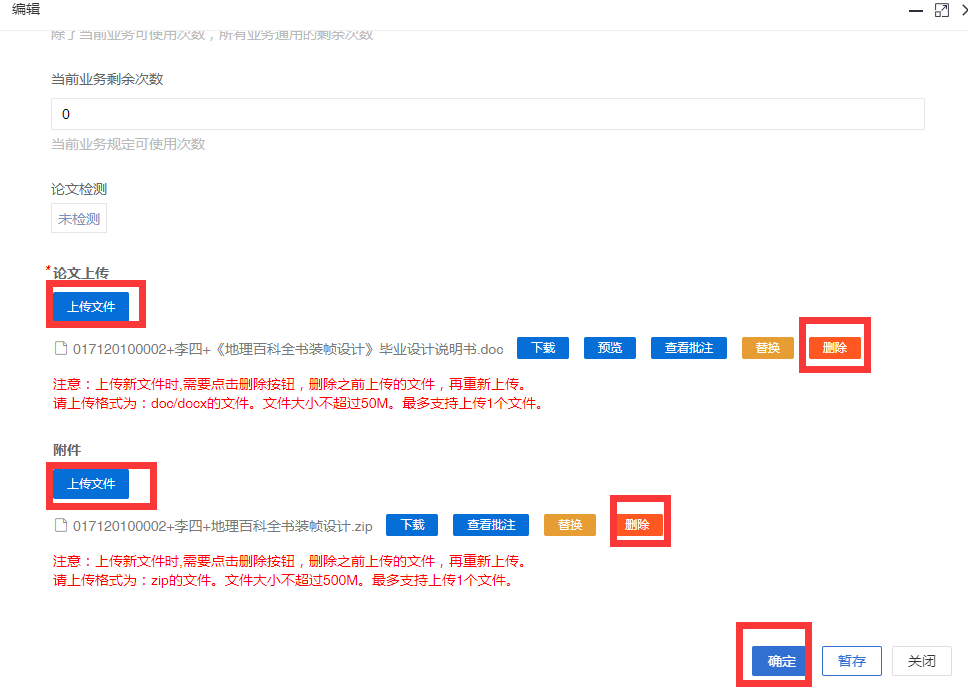 编辑
除了当前业务可使用次数，所有业务通用的剩余次数
当前业务剩余次数
0
当前业务规定可使用次数
论文检测
未检测
*论文上传
上传文件
017120100002+李四+《地理百科全书装帧设计》毕业设计说明书.doc 下载 预览 查看批注 替换 删除
注意：上传新文件时,需要点击删除按钮，删除之前上传的文件，再重新上传。
请上传格式为：doc/docx的文件。文件大小不超过50M。最多支持上传1个文件。
附件
上传文件
017120100002+李四+地理百科全书装帧设计.zip 下载 查看批注 替换 删除
注意：上传新文件时,需要点击删除按钮，删除之前上传的文件，再重新上传。
请上传格式为：zip的文件。文件大小不超过500M。最多支持上传1个文件。
确定 暂存 关闭